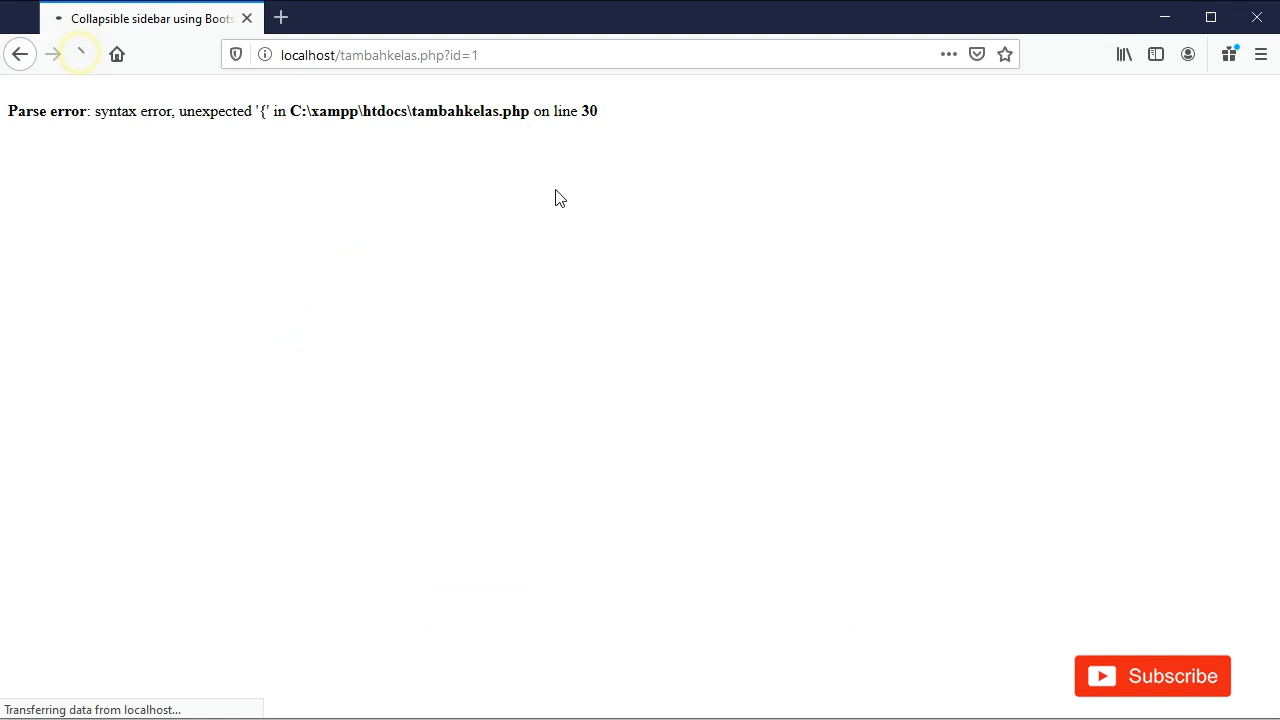 Collapsible sidebar using Boots
localhost/tambahkelas.php?id=1
Parse error: syntax error, unexpected '{' in C:\xampp\htdocs\tambahkelas.php on line 30
Subscribe
Transferring data from localhost...